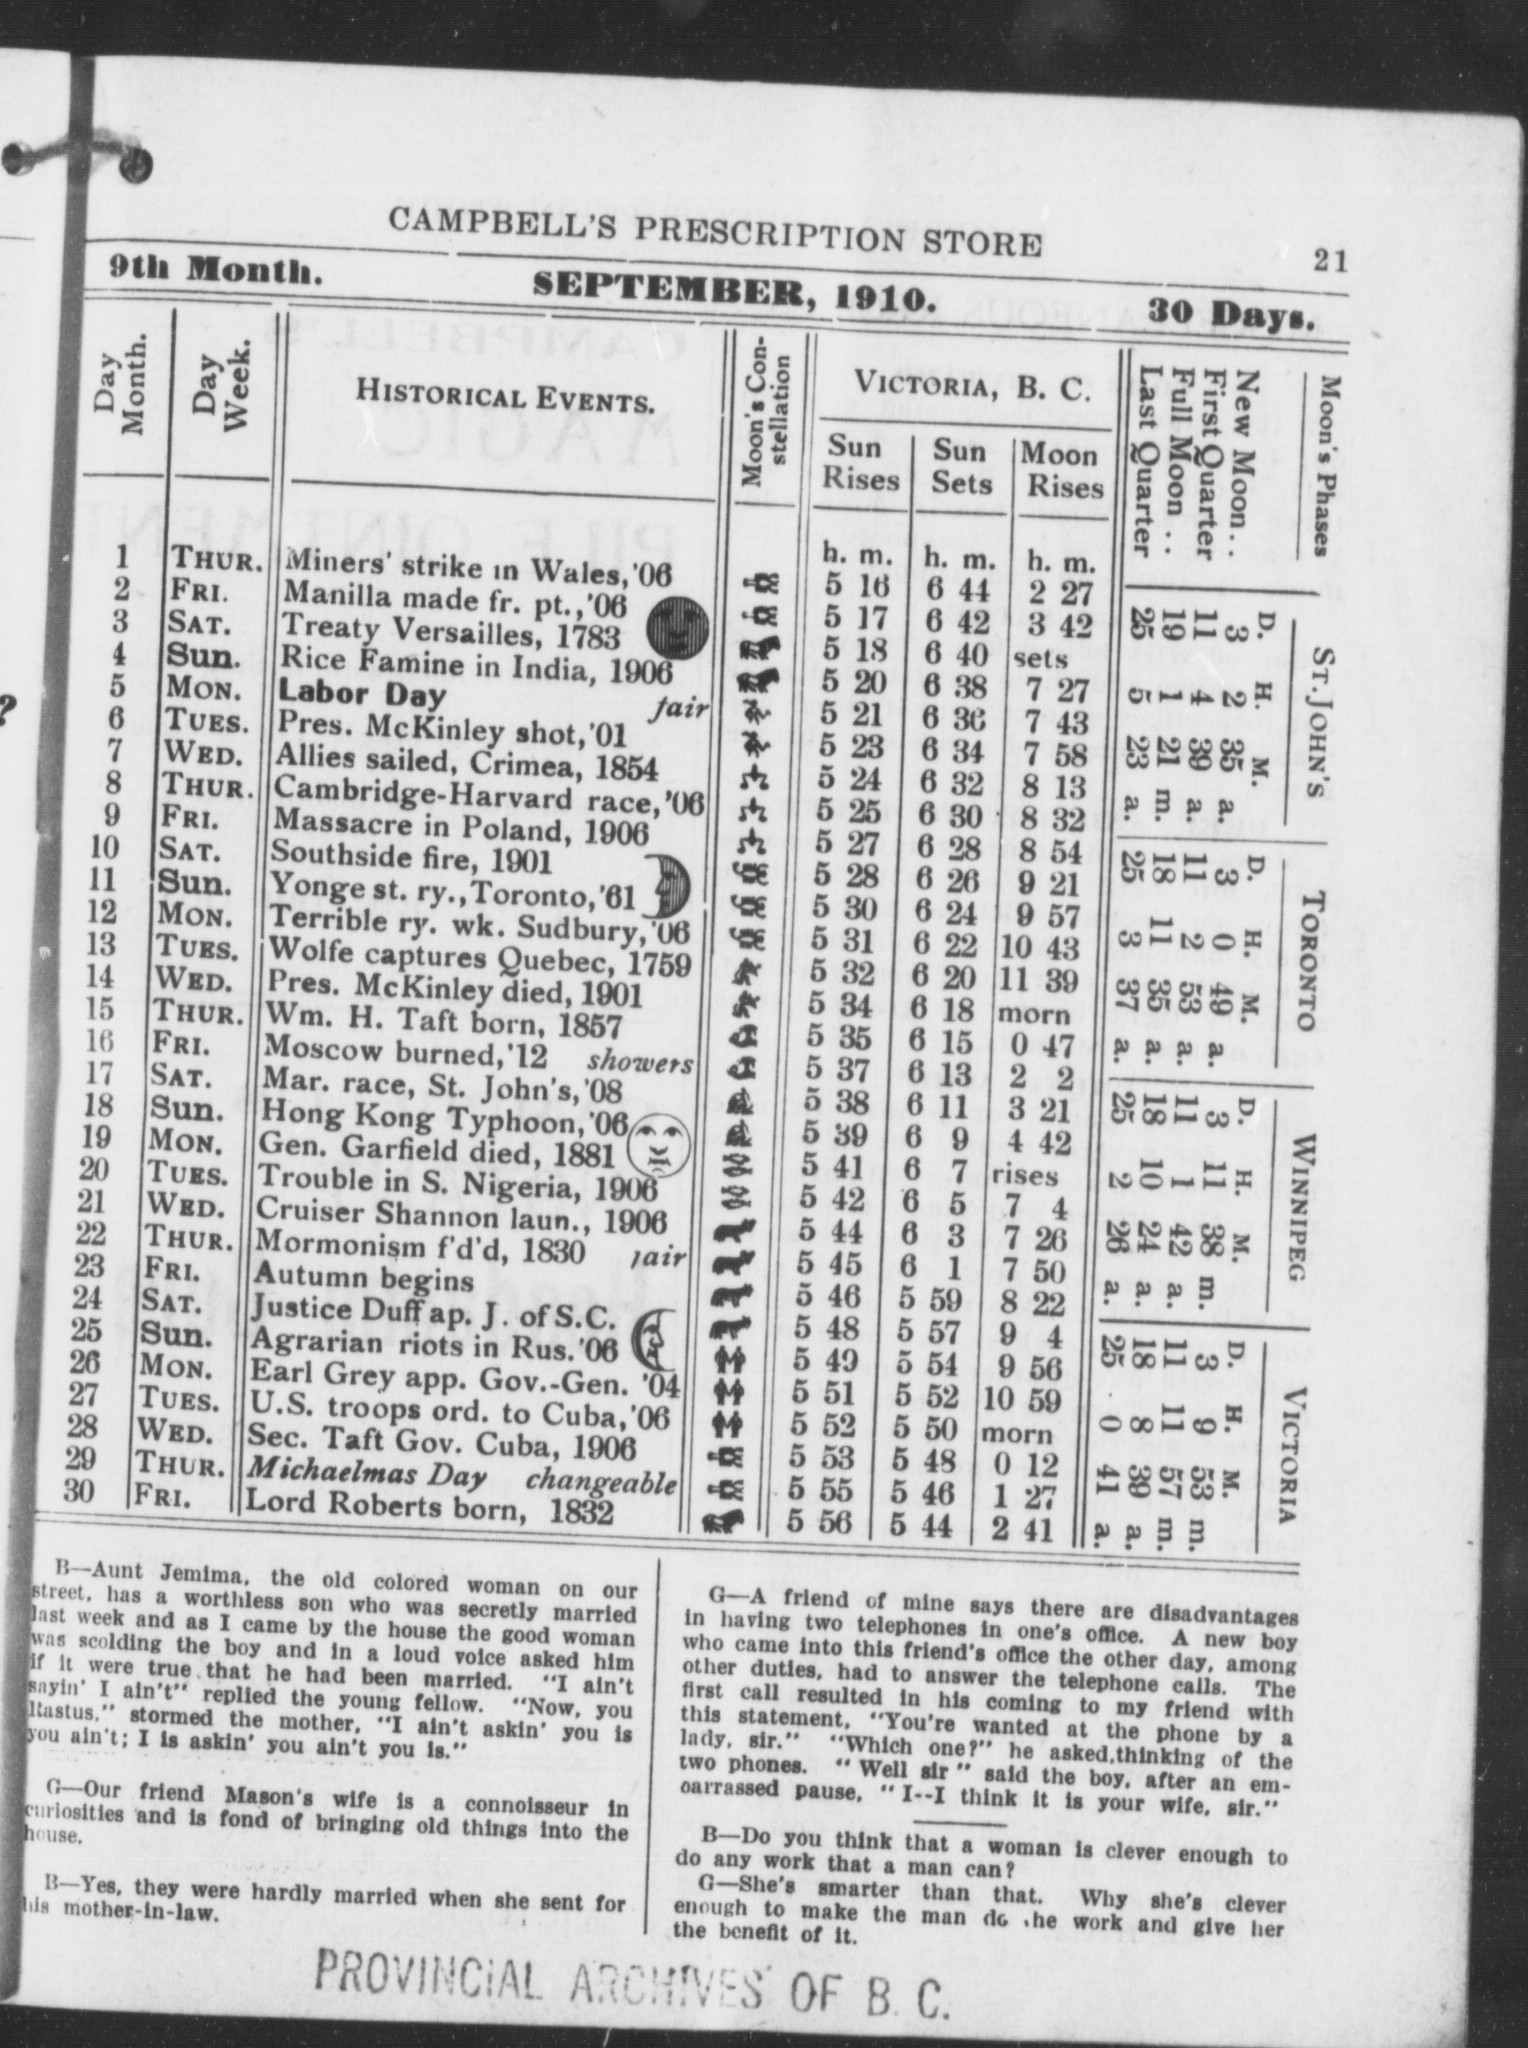 CAMPBELL'S PRESCRIPTION STORE 21
9th Month. SEPTEMBER, 1910. 30 Days.
Day Month. Day Week. HISTORICAL EVENTS. Moon's Constellation VICTORIA, B. C.
Sun Rises Sun Sets Moon Rises
h. m. h. m. h. m.
1 THUR. Miners' strike in Wales, '06 5 16 6 44 2 27
2 FRI. Manilla made fr. pt., '06 5 17 6 42 3 42
3 SAT. Treaty Versailles, 1783 5 18 6 40 sets
4 Sun. Rice Famine in India, 1906 5 20 6 38 7 27
5 MON. Labor Day fair 5 21 6 36 7 43
6 TUES. Pres. McKinley shot, '01 5 23 6 34 7 58
7 WED. Allies sailed, Crimea, 1854 5 24 6 32 8 13
8 THUR. Cambridge-Harvard race, '06 5 25 6 30 8 32
9 FRI. Massacre in Poland, 1906 5 27 6 28 8 54
10 SAT. Southside fire, 1901 5 28 6 26 9 21
11 Sun. Yonge st. ry., Toronto, '61 5 30 6 24 9 57
12 MON. Terrible ry. wk. Sudbury, '06 5 31 6 22 10 43
13 TUES. Wolfe captures Quebec, 1759 5 32 6 20 11 39
14 WED. Pres. McKinley died, 1901 5 34 6 18 morn
15 THUR. Wm. H. Taft born, 1857 5 35 6 15 0 47
16 FRI. Moscow burned, '12 showers 5 37 6 13 2 2
17 SAT. Mar. race, St. John's, '08 5 38 6 11 3 21
18 Sun. Hong Kong Typhoon, '06 5 39 6 9 4 42
19 MON. Gen. Garfield died, 1881 5 41 6 7 rises
20 TUES. Trouble in S. Nigeria, 1906 5 42 6 5 7 4
21 WED. Cruiser Shannon laun., 1906 5 44 6 3 7 26
22 THUR. Mormonism f'd'd, 1830 fair 5 45 6 1 7 50
23 FRI. Autumn begins 5 46 5 59 8 22
24 SAT. Justice Duff ap. J. of S.C. 5 48 5 57 9 4
25 Sun. Agrarian riots in Rus. '06 5 49 5 54 9 56
26 MON. Earl Grey app. Gov.-Gen. '04 5 51 5 52 10 59
27 TUES. U.S. troops ord. to Cuba, '06 5 52 5 50 morn
28 WED. Sec. Taft Gov. Cuba, 1906 5 53 5 48 0 12
29 THUR. Michaelmas Day changeable 5 55 5 46 1 27
30 FRI. Lord Roberts born, 1832 5 56 5 44 2 41
Moon's Phases ST. JOHN'S TORONTO WINNIPEG VICTORIA
D. H. M. D. H. M. D. H. M. D. H. M.
New Moon.. 3 2 35 a. 3 0 49 a. 3 11 38 m. 3 9 53 m.
First Quarter 11 4 39 a. 11 2 53 a. 11 1 42 a. 11 11 57 m.
Full Moon .. 19 1 21 m. 18 11 35 a. 18 10 24 a. 18 8 39 a.
Last Quarter 25 5 23 a. 25 3 37 a. 25 2 26 a. 25 0 41 a.
B—Aunt Jemima, the old colored woman on our
street, has a worthless son who was secretly married
last week and as I came by the house the good woman
was scolding the boy and in a loud voice asked him
if it were true that he had been married. "I ain't
sayin' I ain't" replied the young fellow. "Now, you
Rastus," stormed the mother, "I ain't askin' you is
you ain't; I is askin' you ain't you is."
G—Our friend Mason's wife is a connoisseur in
curiosities and is fond of bringing old things into the
house.
B—Yes, they were hardly married when she sent for
his mother-in-law.
G—A friend of mine says there are disadvantages
in having two telephones in one's office. A new boy
who came into this friend's office the other day, among
other duties, had to answer the telephone calls. The
first call resulted in his coming to my friend with
this statement, "You're wanted at the phone by a
lady, sir." "Which one?" he asked,thinking of the
two phones. "Well sir" said the boy, after an em-
oarrassed pause, "I--I think it is your wife, sir."
B—Do you think that a woman is clever enough to
do any work that a man can?
G—She's smarter than that. Why she's clever
enough to make the man do the work and give her
the benefit of it.
PROVINCIAL ARCHIVES OF B. C.
?